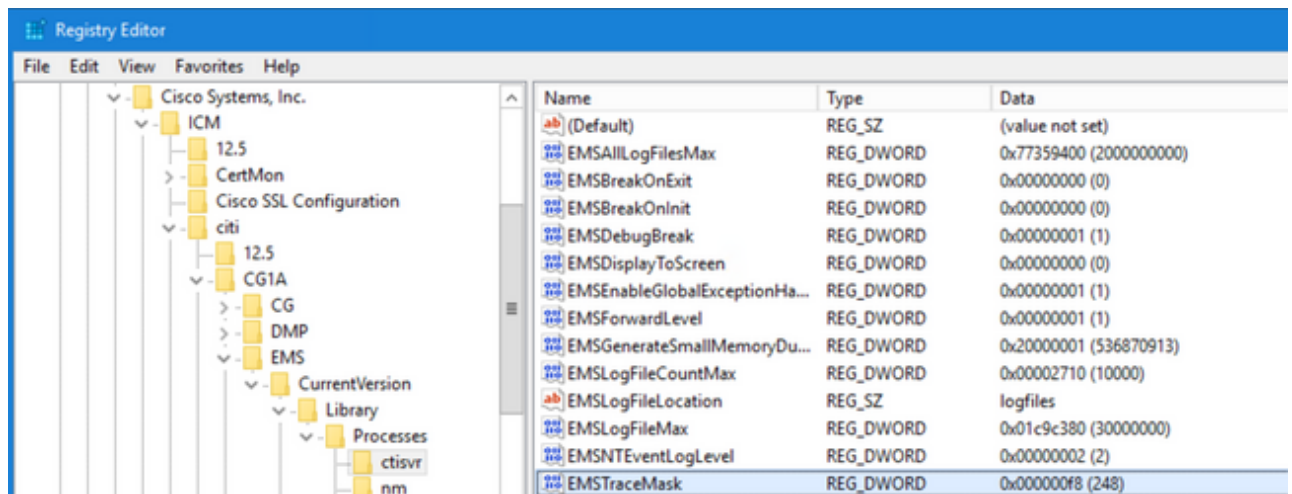 Registry Editor
File Edit View Favorites Help
Cisco Systems, Inc.
ICM
12.5
CertMon
Cisco SSL Configuration
citi
12.5
CG1A
CG
DMP
EMS
CurrentVersion
Library
Processes
ctisvr
nm
Name Type Data
(Default) REG_SZ (value not set)
EMSAllLogFilesMax REG_DWORD 0x77359400 (2000000000)
EMSBreakOnExit REG_DWORD 0x00000000 (0)
EMSBreakOnInit REG_DWORD 0x00000000 (0)
EMSDebugBreak REG_DWORD 0x00000001 (1)
EMSDisplayToScreen REG_DWORD 0x00000000 (0)
EMSEnableGlobalExceptionHa... REG_DWORD 0x00000001 (1)
EMSForwardLevel REG_DWORD 0x00000001 (1)
EMSGenerateSmallMemoryDu... REG_DWORD 0x20000001 (536870913)
EMSLogFileCountMax REG_DWORD 0x00002710 (10000)
EMSLogFileLocation REG_SZ logfiles
EMSLogFileMax REG_DWORD 0x01c9c380 (30000000)
EMSNTEventLogLevel REG_DWORD 0x00000002 (2)
EMSTraceMask REG_DWORD 0x000000f8 (248)